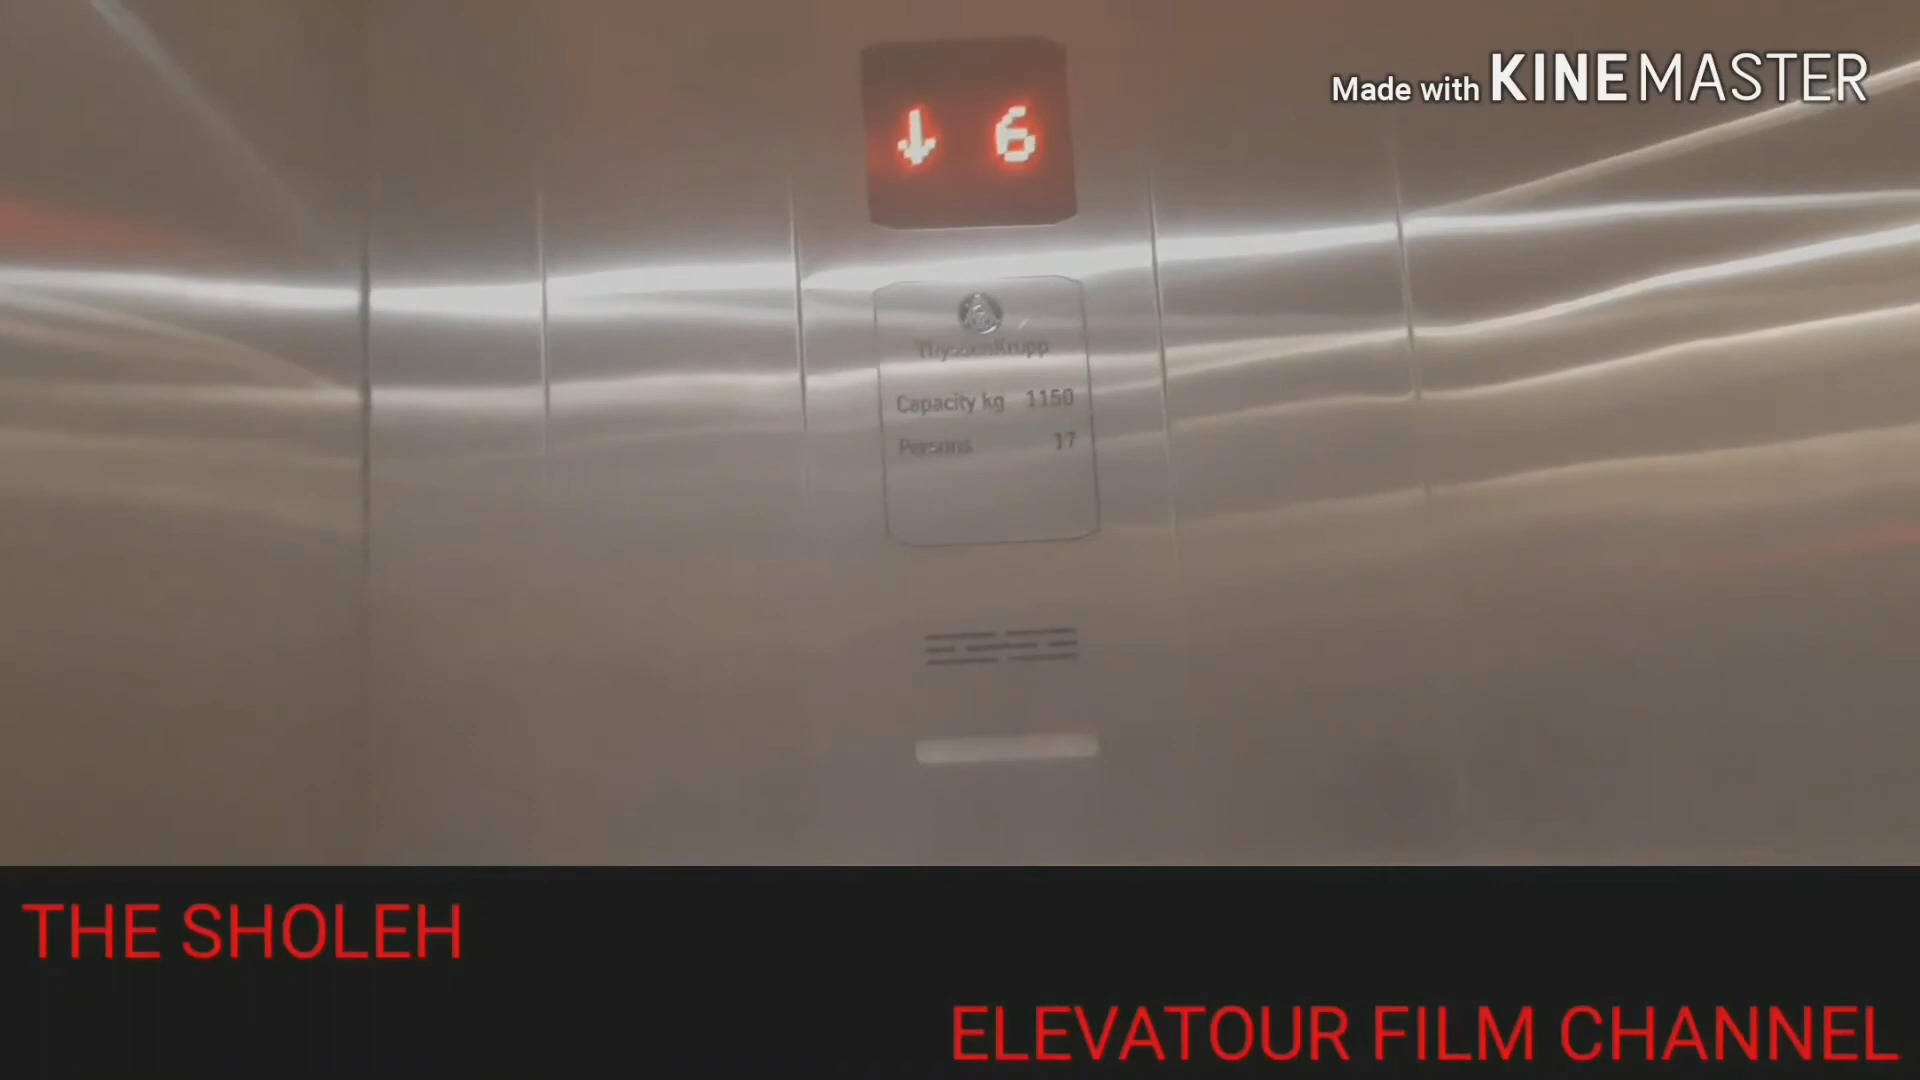 Made with KINEMASTER
↓ 6
ThyssenKrupp
Capacity kg 1150
Persons 17
THE SHOLEH
ELEVATOUR FILM CHANNEL